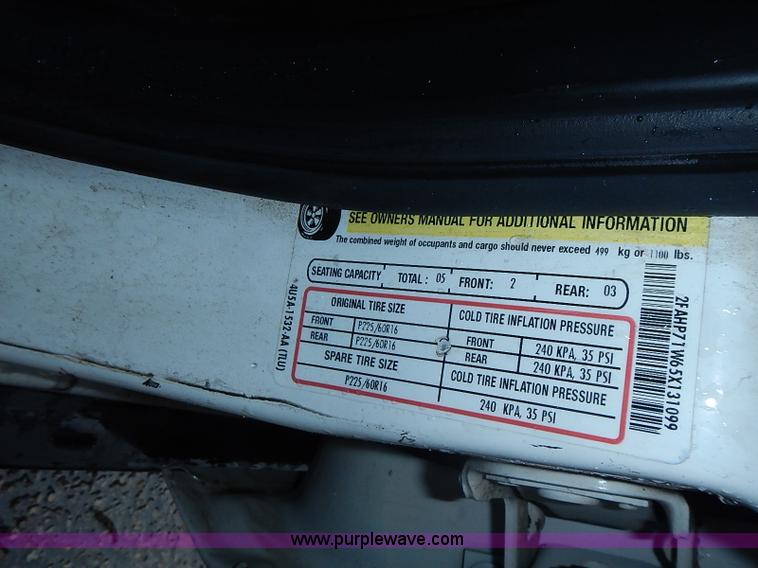 SEE OWNERS MANUAL FOR ADDITIONAL INFORMATION
The combined weight of occupants and cargo should never exceed 499 kg or 1100 lbs.
SEATING CAPACITY TOTAL: 05 FRONT: 2 REAR: 03
ORIGINAL TIRE SIZE COLD TIRE INFLATION PRESSURE
FRONT P225/60R16 FRONT 240 KPA, 35 PSI
REAR P225/60R16 REAR 240 KPA, 35 PSI
SPARE TIRE SIZE COLD TIRE INFLATION PRESSURE
P225/60R16 240 KPA, 35 PSI
*4U5A-1532-AA (TLU)
2FAHP71W65X131099
www.purplewave.com